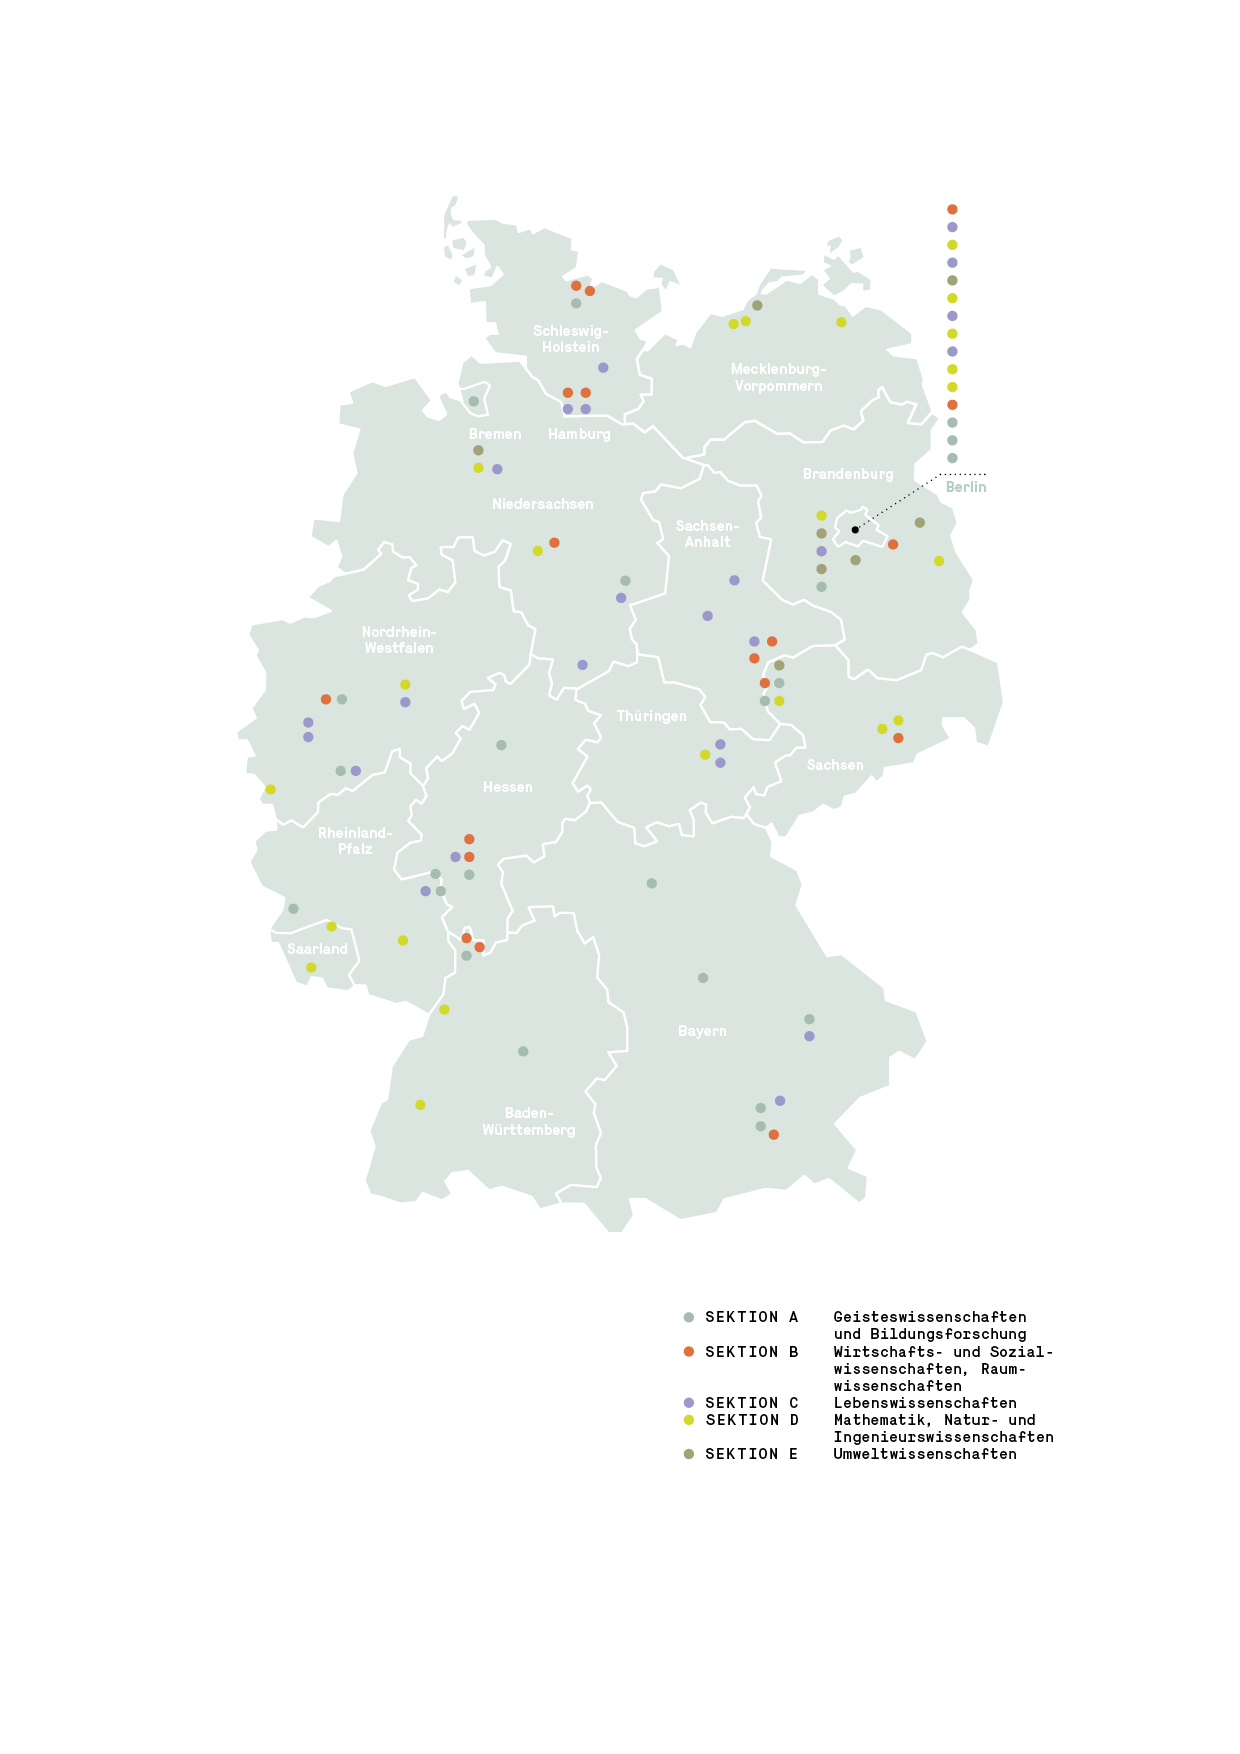 Schleswig-
Holstein
Mecklenburg-
Vorpommern
Bremen
Hamburg
Brandenburg
Berlin
Niedersachsen
Sachsen-
Anhalt
Nordrhein-
Westfalen
Thüringen
Sachsen
Hessen
Rheinland-
Pfalz
Saarland
Bayern
Baden-
Württemberg
SEKTION A Geisteswissenschaften
und Bildungsforschung
SEKTION B Wirtschafts- und Sozial-
wissenschaften, Raum-
wissenschaften
SEKTION C Lebenswissenschaften
SEKTION D Mathematik, Natur- und
Ingenieurswissenschaften
SEKTION E Umweltwissenschaften